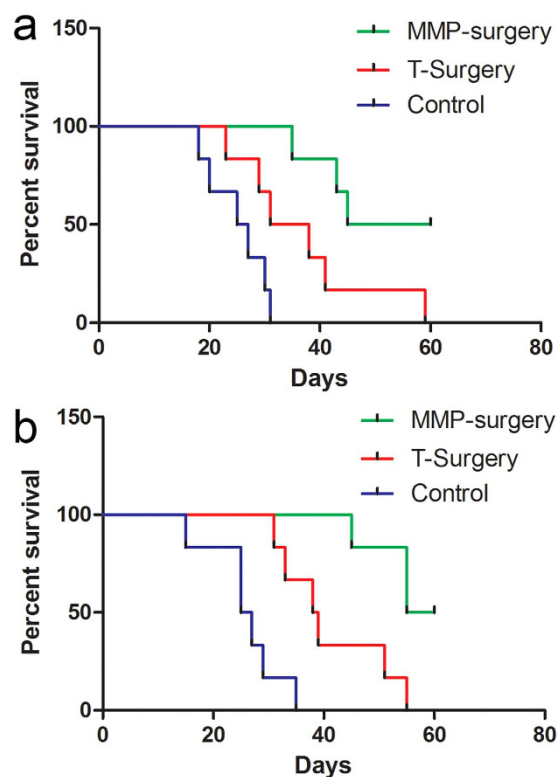 a
150
100
50
0
Percent survival
MMP-surgery
T-Surgery
Control
0 20 40 60 80
Days
b
150
100
50
0
Percent survival
MMP-surgery
T-Surgery
Control
0 20 40 60 80
Days